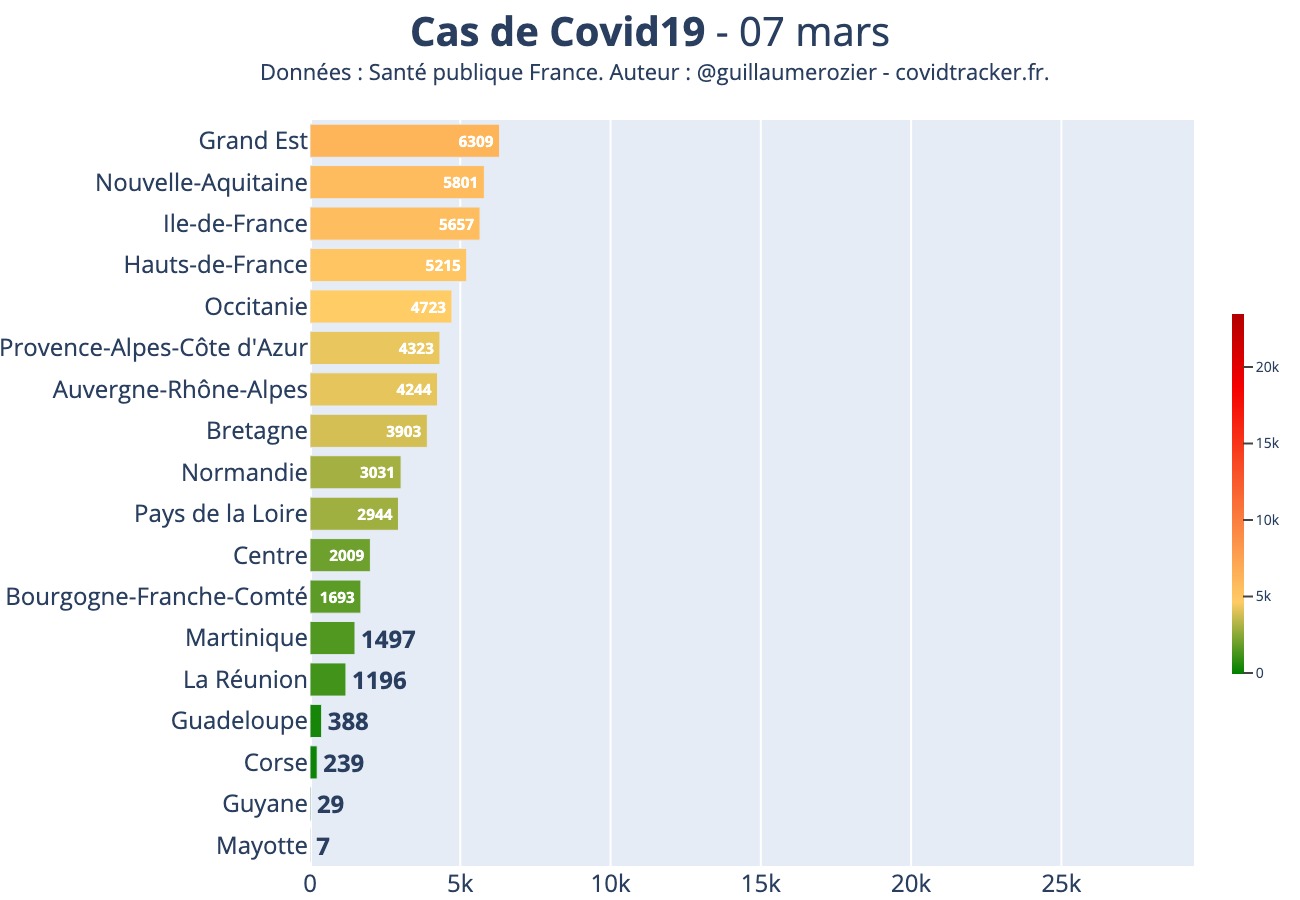 Cas de Covid19 - 07 mars
Données : Santé publique France. Auteur : @guillaumerozier - covidtracker.fr.
Grand Est 6309
Nouvelle-Aquitaine 5801
Ile-de-France 5657
Hauts-de-France 5215
Occitanie 4723
Provence-Alpes-Côte d'Azur 4323
Auvergne-Rhône-Alpes 4244
Bretagne 3903
Normandie 3031
Pays de la Loire 2944
Centre 2009
Bourgogne-Franche-Comté 1693
Martinique 1497
La Réunion 1196
Guadeloupe 388
Corse 239
Guyane 29
Mayotte 7
0 5k 10k 15k 20k 25k
20k
15k
10k
5k
0